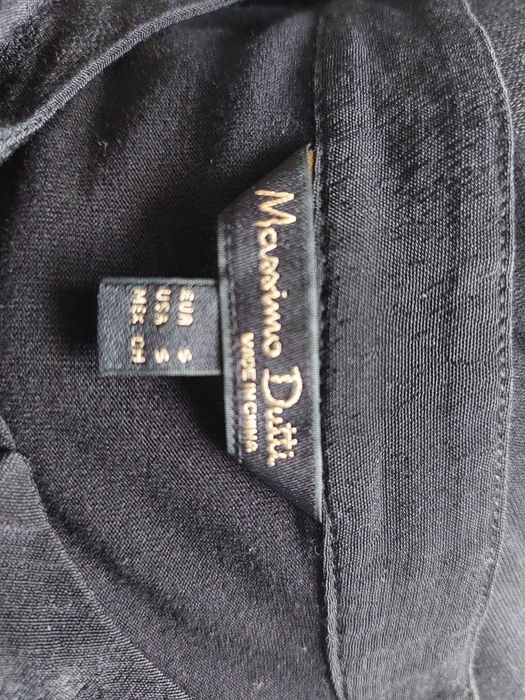 Massimo Dutti.
MADE IN CHINA
EUR S
USA S
MEX CH